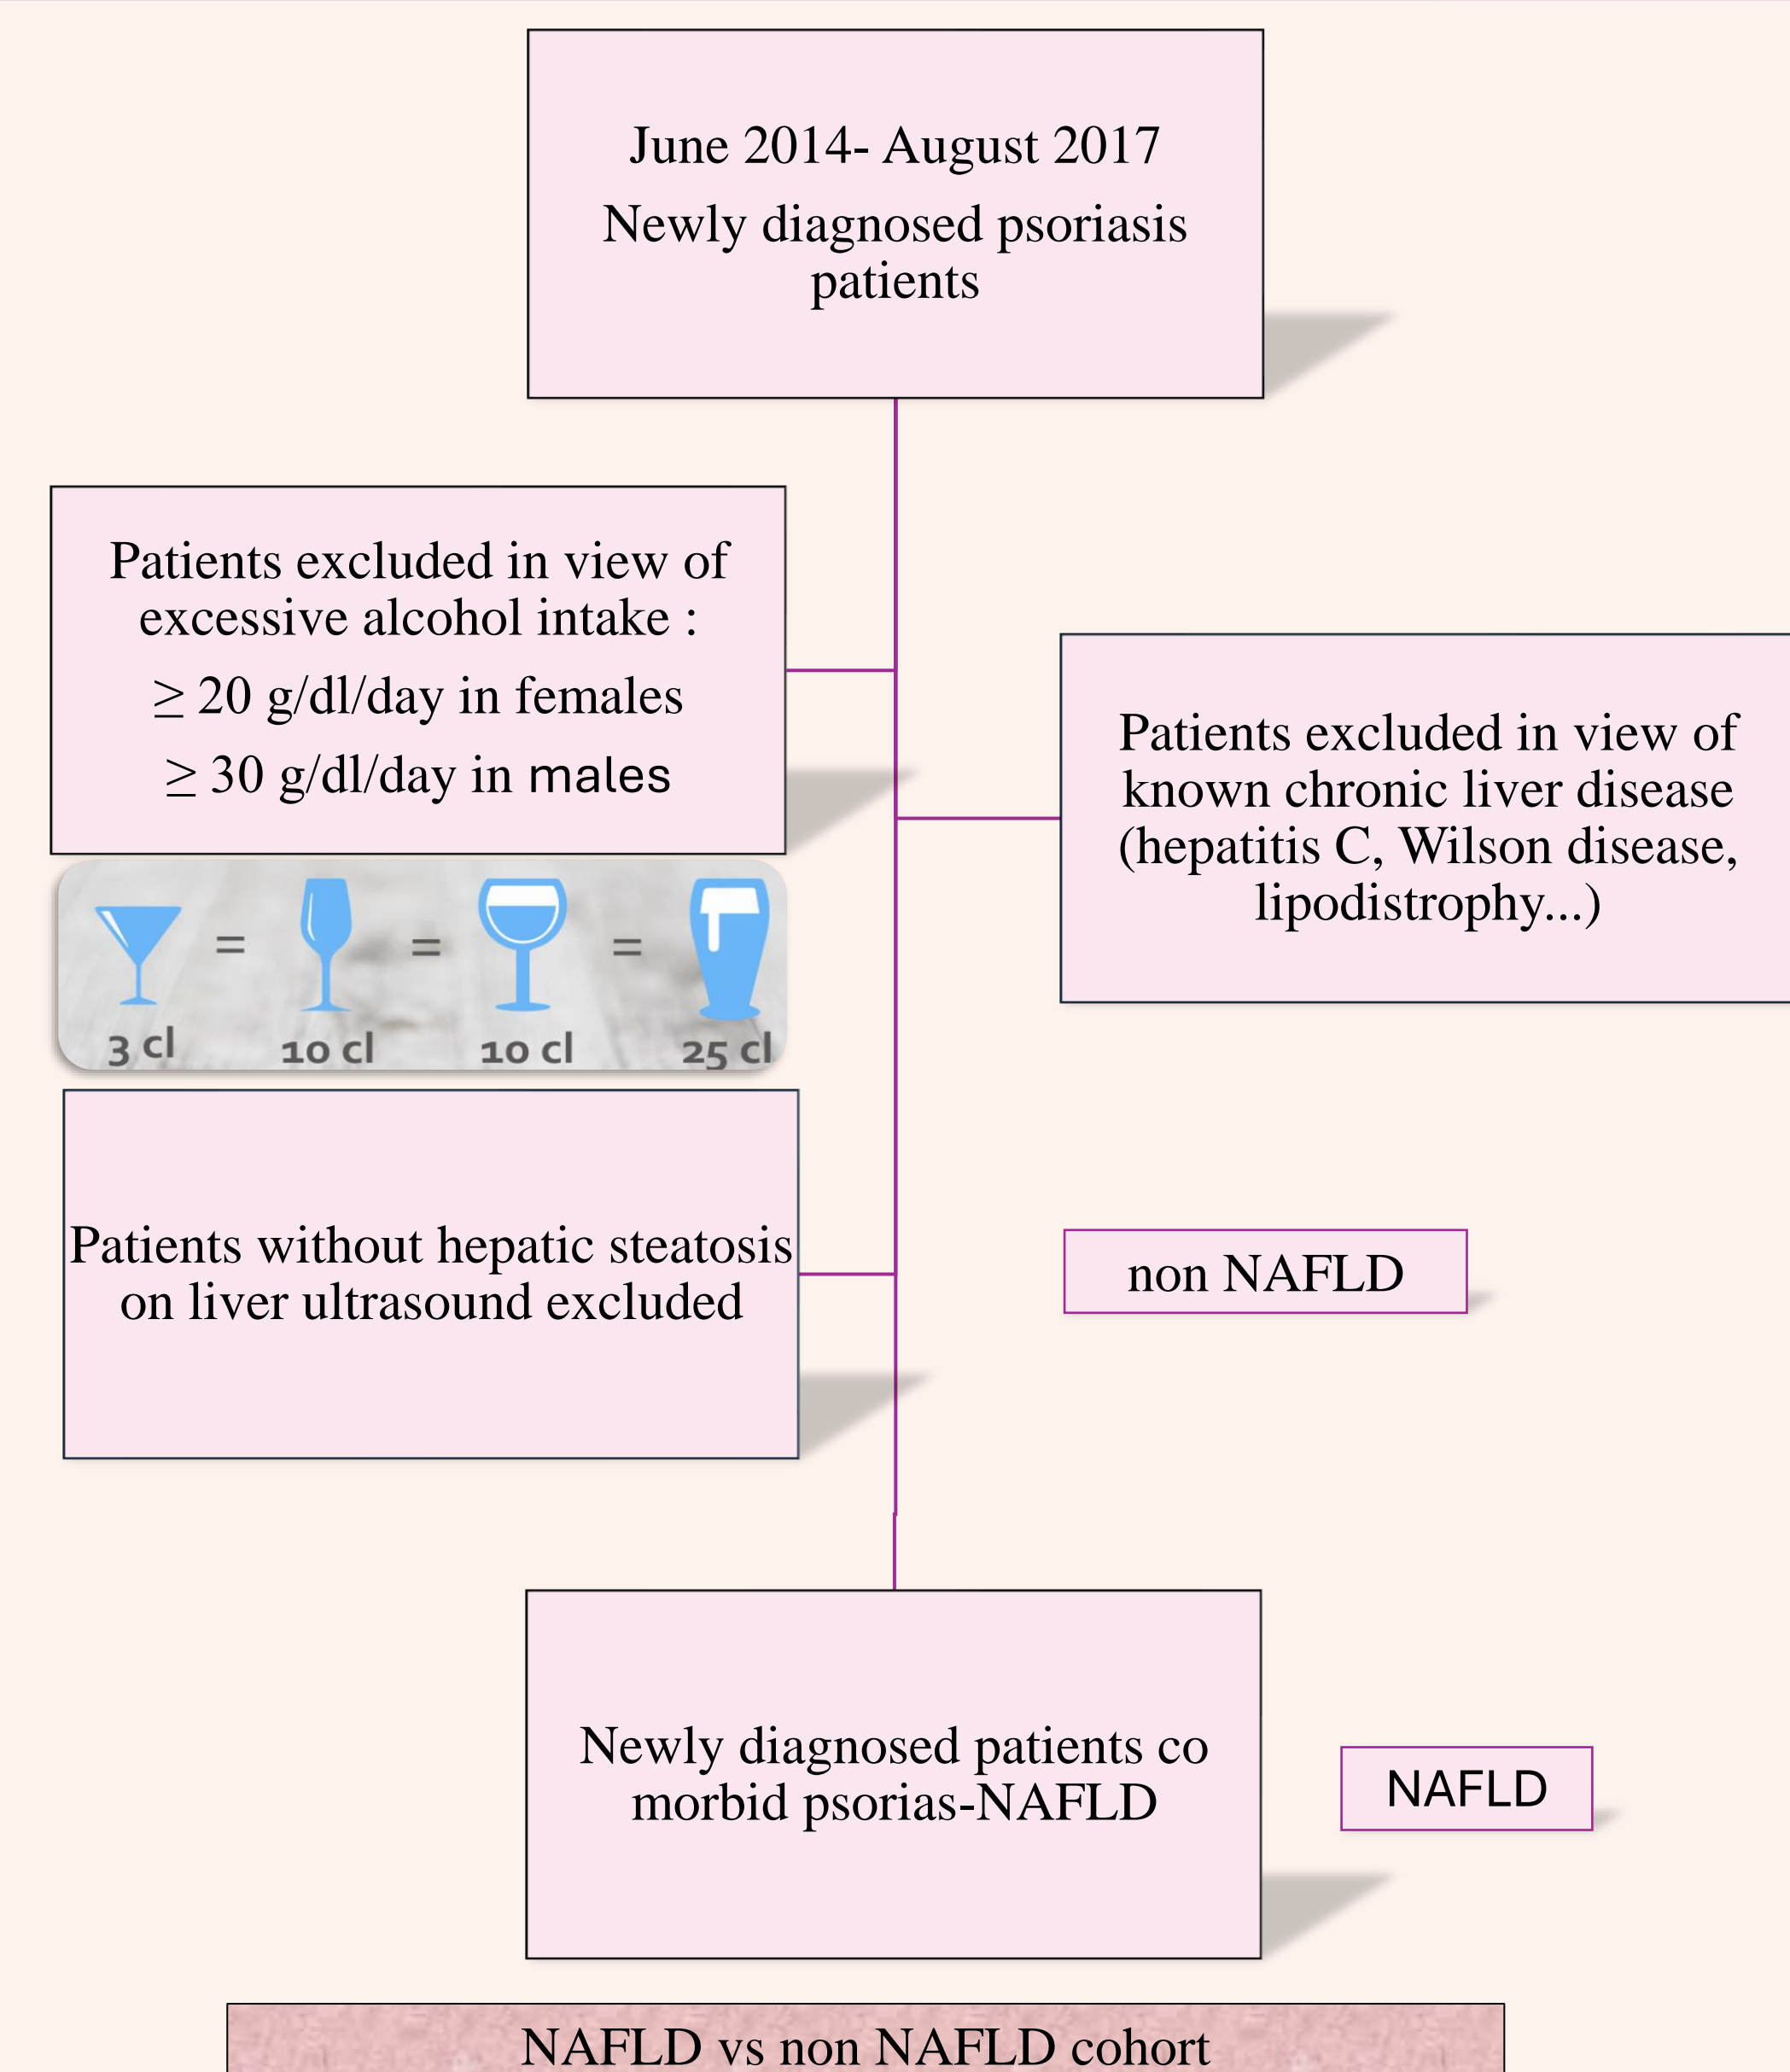 June 2014- August 2017
Newly diagnosed psoriasis
patients
Patients excluded in view of
excessive alcohol intake :
≥ 20 g/dl/day in females
≥ 30 g/dl/day in males
Patients excluded in view of
known chronic liver disease
(hepatitis C, Wilson disease,
lipodistrophy...)
= = =
3 cl 10 cl 10 cl 25 cl
Patients without hepatic steatosis
on liver ultrasound excluded
non NAFLD
Newly diagnosed patients co
morbid psorias-NAFLD
NAFLD
NAFLD vs non NAFLD cohort